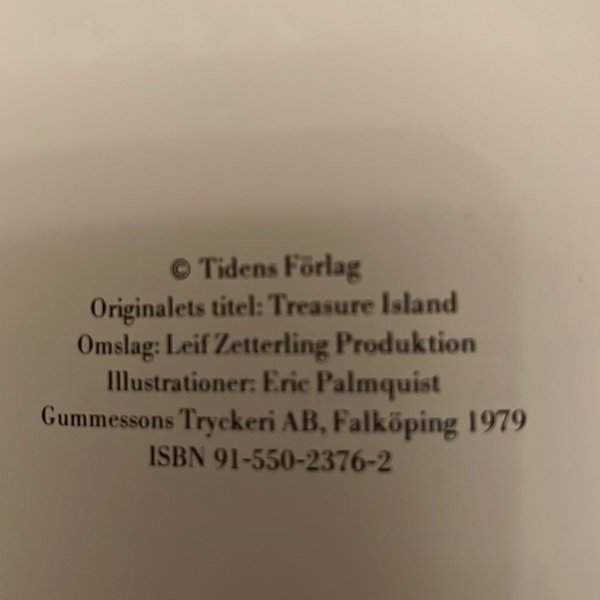 © Tidens Förlag
Originalets titel: Treasure Island
Omslag: Leif Zetterling Produktion
Illustrationer: Eric Palmquist
Gummessons Tryckeri AB, Falköping 1979
ISBN 91-550-2376-2